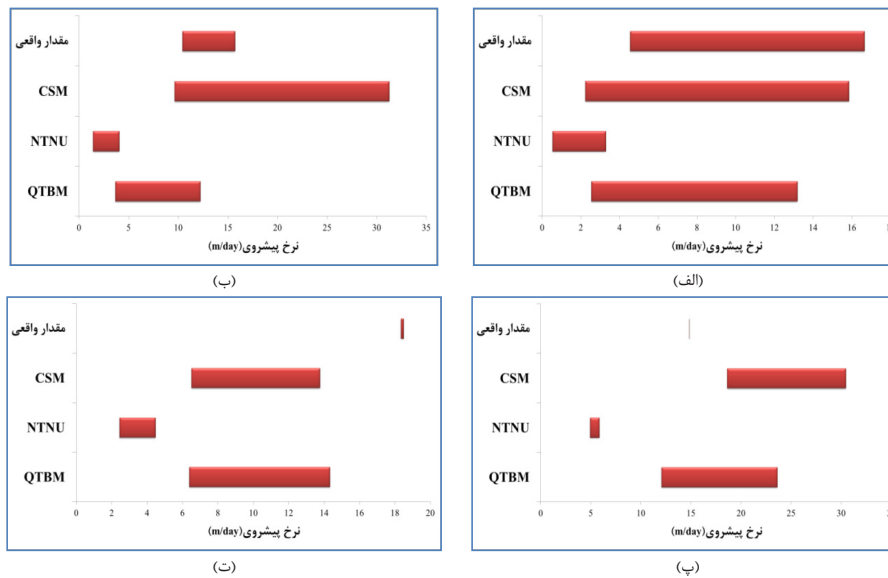 مقدار واقعی
CSM
NTNU
QTBM
0 2 4 6 8 10 12 14 16
نرخ پیشروی(m/day)
(الف)
مقدار واقعی
CSM
NTNU
QTBM
0 5 10 15 20 25 30 35
نرخ پیشروی(m/day)
(ب)
مقدار واقعی
CSM
NTNU
QTBM
0 5 10 15 20 25 30
نرخ پیشروی(m/day)
(پ)
مقدار واقعی
CSM
NTNU
QTBM
0 2 4 6 8 10 12 14 16 18 20
نرخ پیشروی(m/day)
(ت)